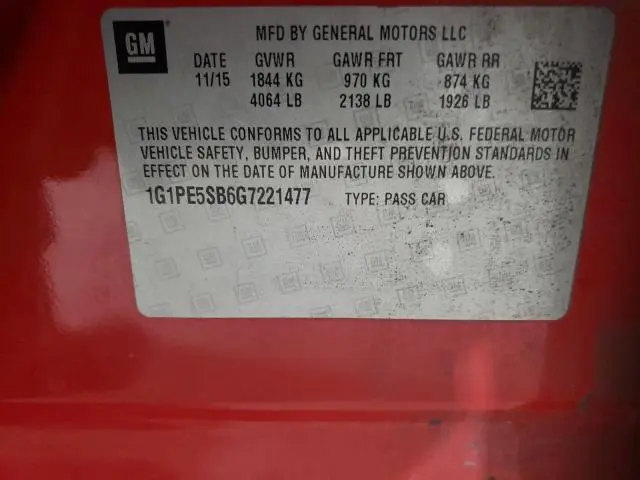 GM
MFD BY GENERAL MOTORS LLC
DATE GVWR GAWR FRT GAWR RR
11/15 1844 KG 970 KG 874 KG
4064 LB 2138 LB 1926 LB
THIS VEHICLE CONFORMS TO ALL APPLICABLE U.S. FEDERAL MOTOR
VEHICLE SAFETY, BUMPER, AND THEFT PREVENTION STANDARDS IN
EFFECT ON THE DATE OF MANUFACTURE SHOWN ABOVE.
1G1PE5SB6G7221477 TYPE: PASS CAR